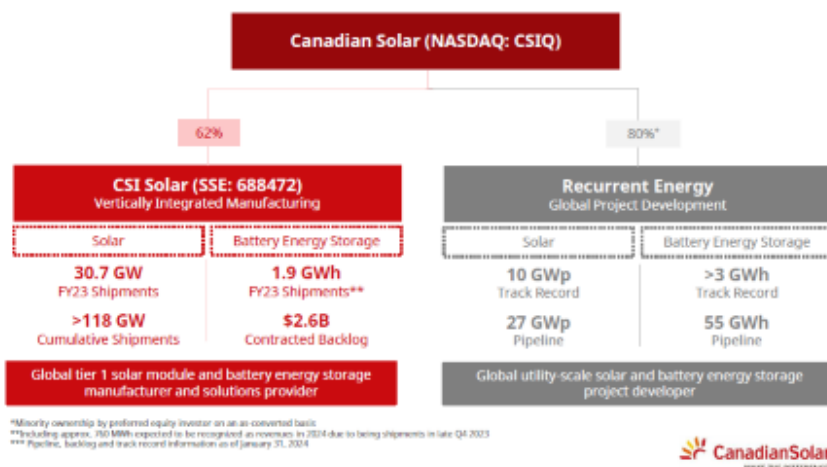 Canadian Solar (NASDAQ: CSIQ)
62%
80%*
CSI Solar (SSE: 688472)
Vertically Integrated Manufacturing
Solar
Battery Energy Storage
30.7 GW
FY23 Shipments
1.9 GWh
FY23 Shipments**
>118 GW
Cumulative Shipments
$2.6B
Contracted Backlog
Global tier 1 solar module and battery energy storage
manufacturer and solutions provider
Recurrent Energy
Global Project Development
Solar
Battery Energy Storage
10 GWp
Track Record
>3 GWh
Track Record
27 GWp
Pipeline
55 GWh
Pipeline
Global utility-scale solar and battery energy storage
project developer
*Minority ownership by preferred equity investor on an as-converted basis
**Including approx. 760 MWh expected to be recognized as revenues in 2024 due to being shipments in late Q4 2023
*** Pipeline, backlog and track record information as of January 31, 2024
CanadianSolar